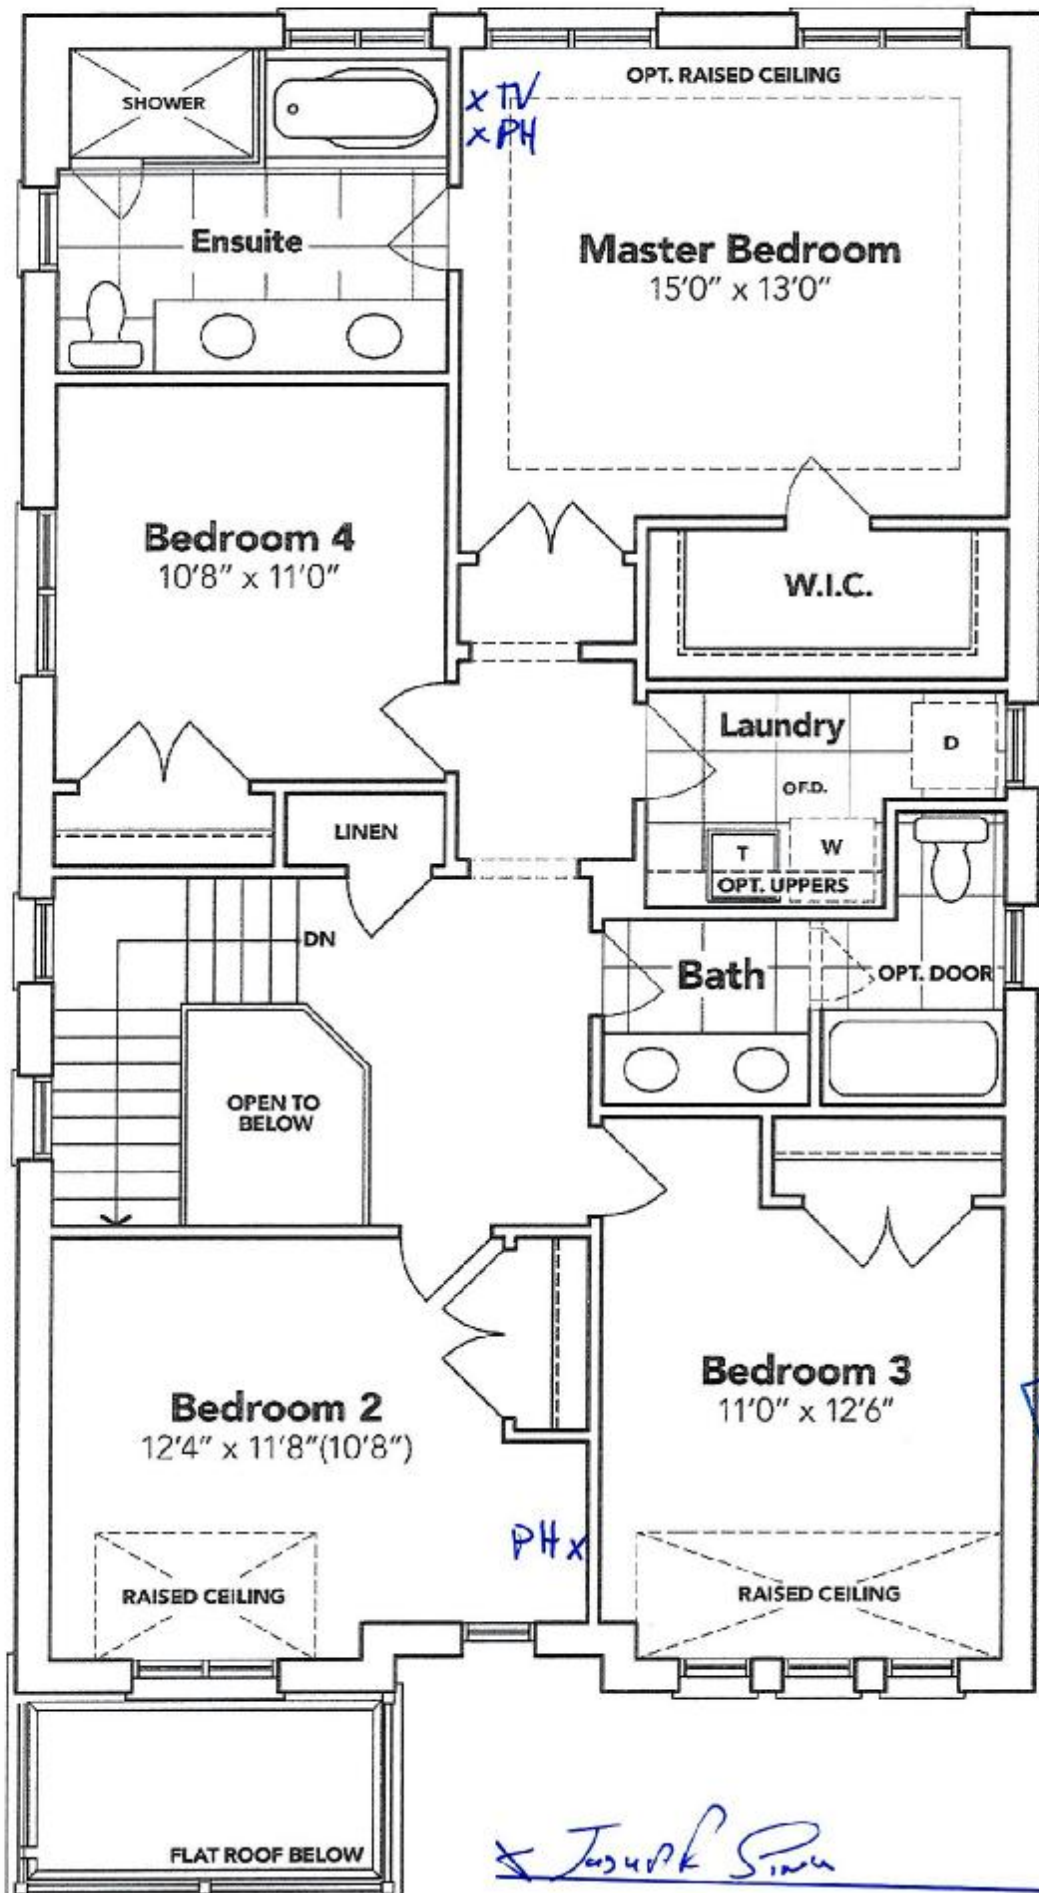 OPT. RAISED CEILING
SHOWER
x TV
x PH
Ensuite
Master Bedroom
15'0" x 13'0"
Bedroom 4
10'8" x 11'0"
W.I.C.
Laundry
D
O F.D.
LINEN
T
W
OPT. UPPERS
DN
Bath
OPT. DOOR
OPEN TO
BELOW
Bedroom 3
11'0" x 12'6"
Bedroom 2
12'4" x 11'8"(10'8")
PH x
RAISED CEILING
RAISED CEILING
FLAT ROOF BELOW
x